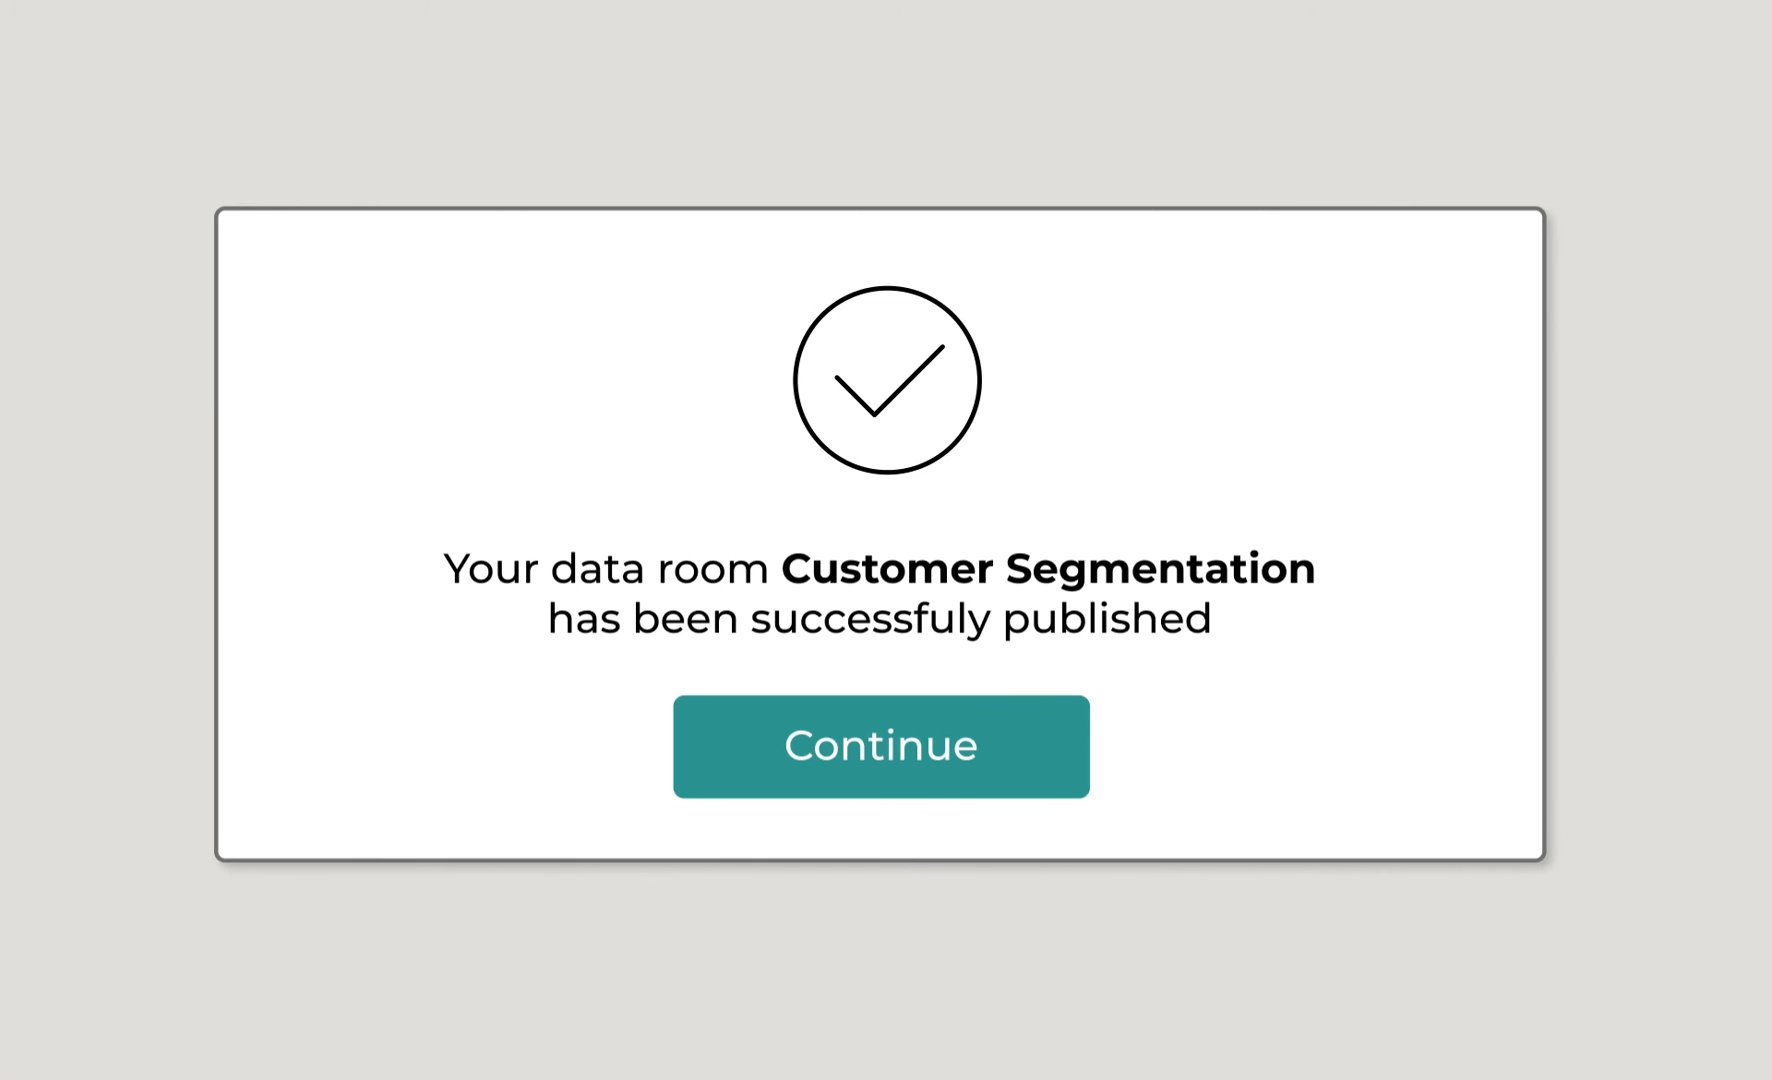 Your data room Customer Segmentation
has been successfuly published
Continue